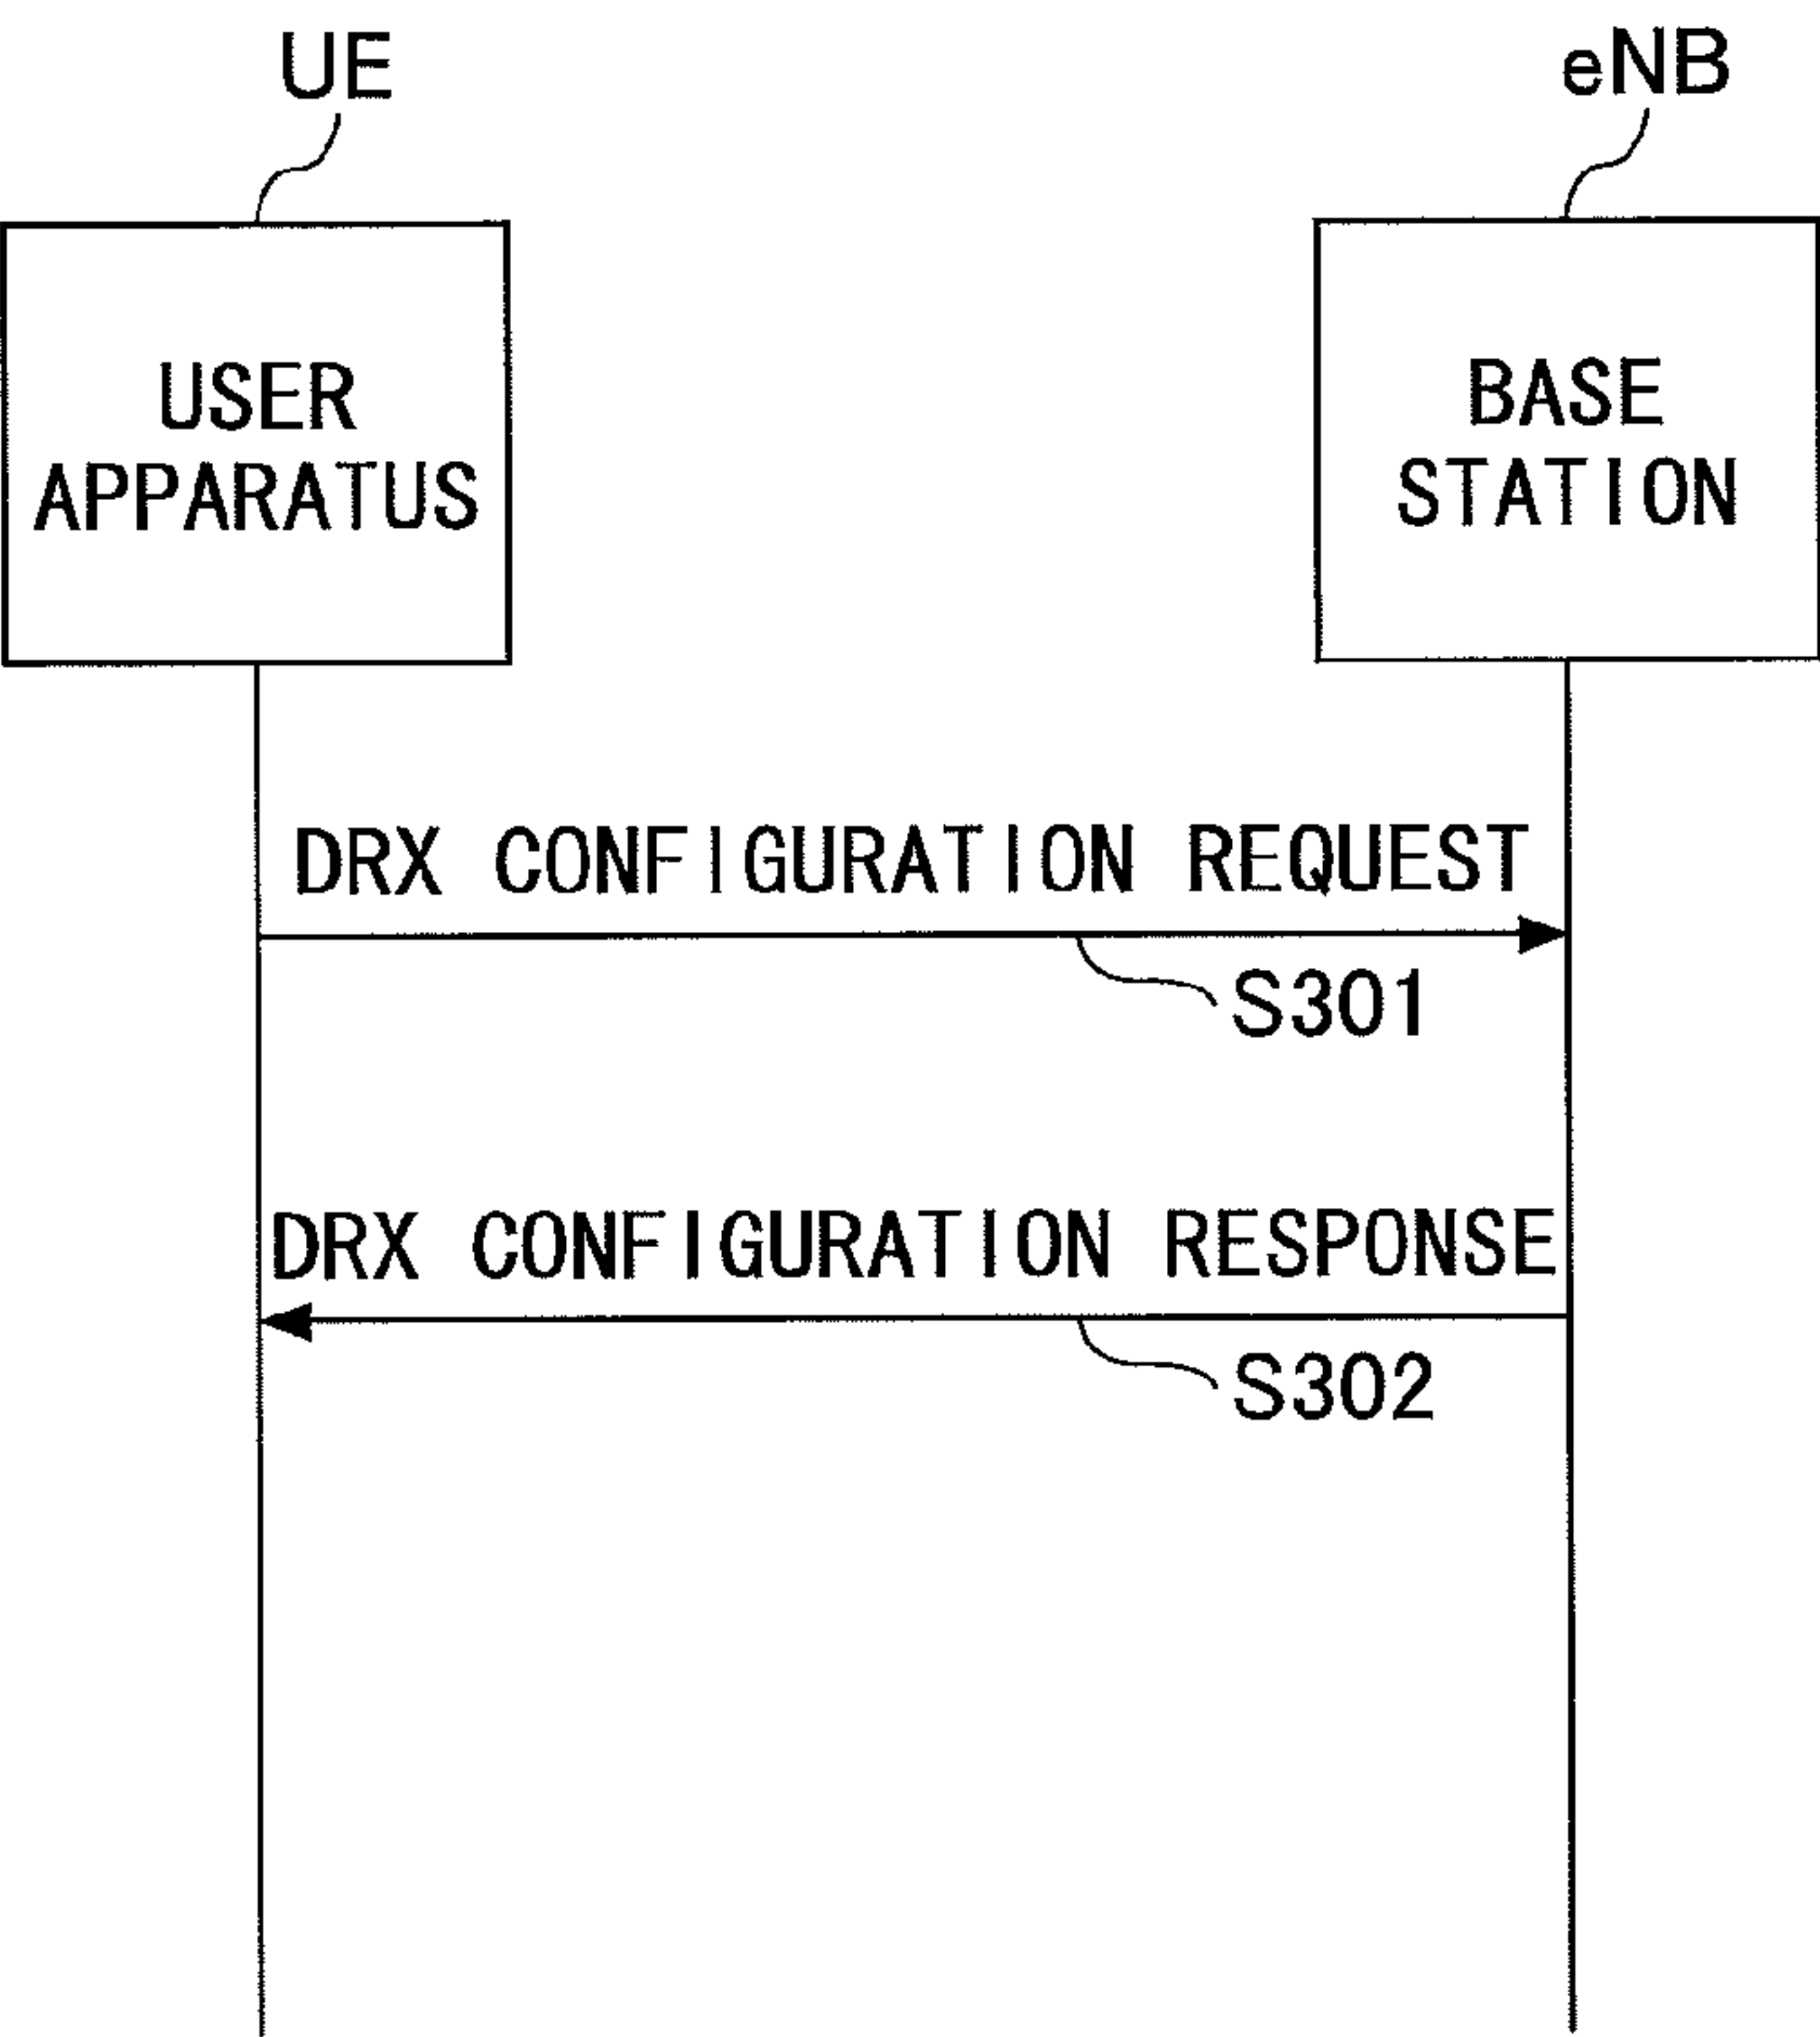 UE
eNB
USER
APPARATUS
BASE
STATION
DRX CONFIGURATION REQUEST
S301
DRX CONFIGURATION RESPONSE
S302